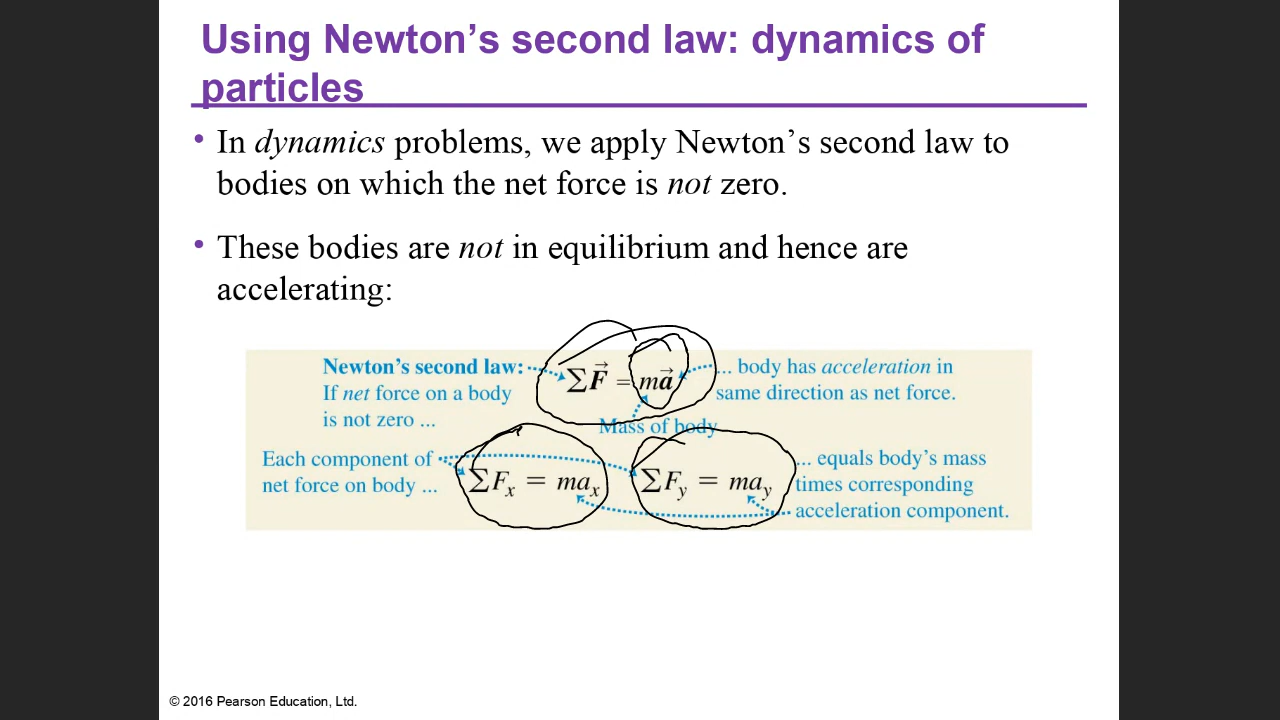 Using Newton’s second law: dynamics of
particles
• In dynamics problems, we apply Newton’s second law to
bodies on which the net force is not zero.
• These bodies are not in equilibrium and hence are
accelerating:
Newton’s second law:
If net force on a body
is not zero ...
ΣF⃗ = ma⃗
... body has acceleration in
same direction as net force.
Mass of body
Each component of
net force on body ...
ΣFₓ = maₓ
ΣF_y = ma_y
... equals body’s mass
times corresponding
acceleration component.
© 2016 Pearson Education, Ltd.